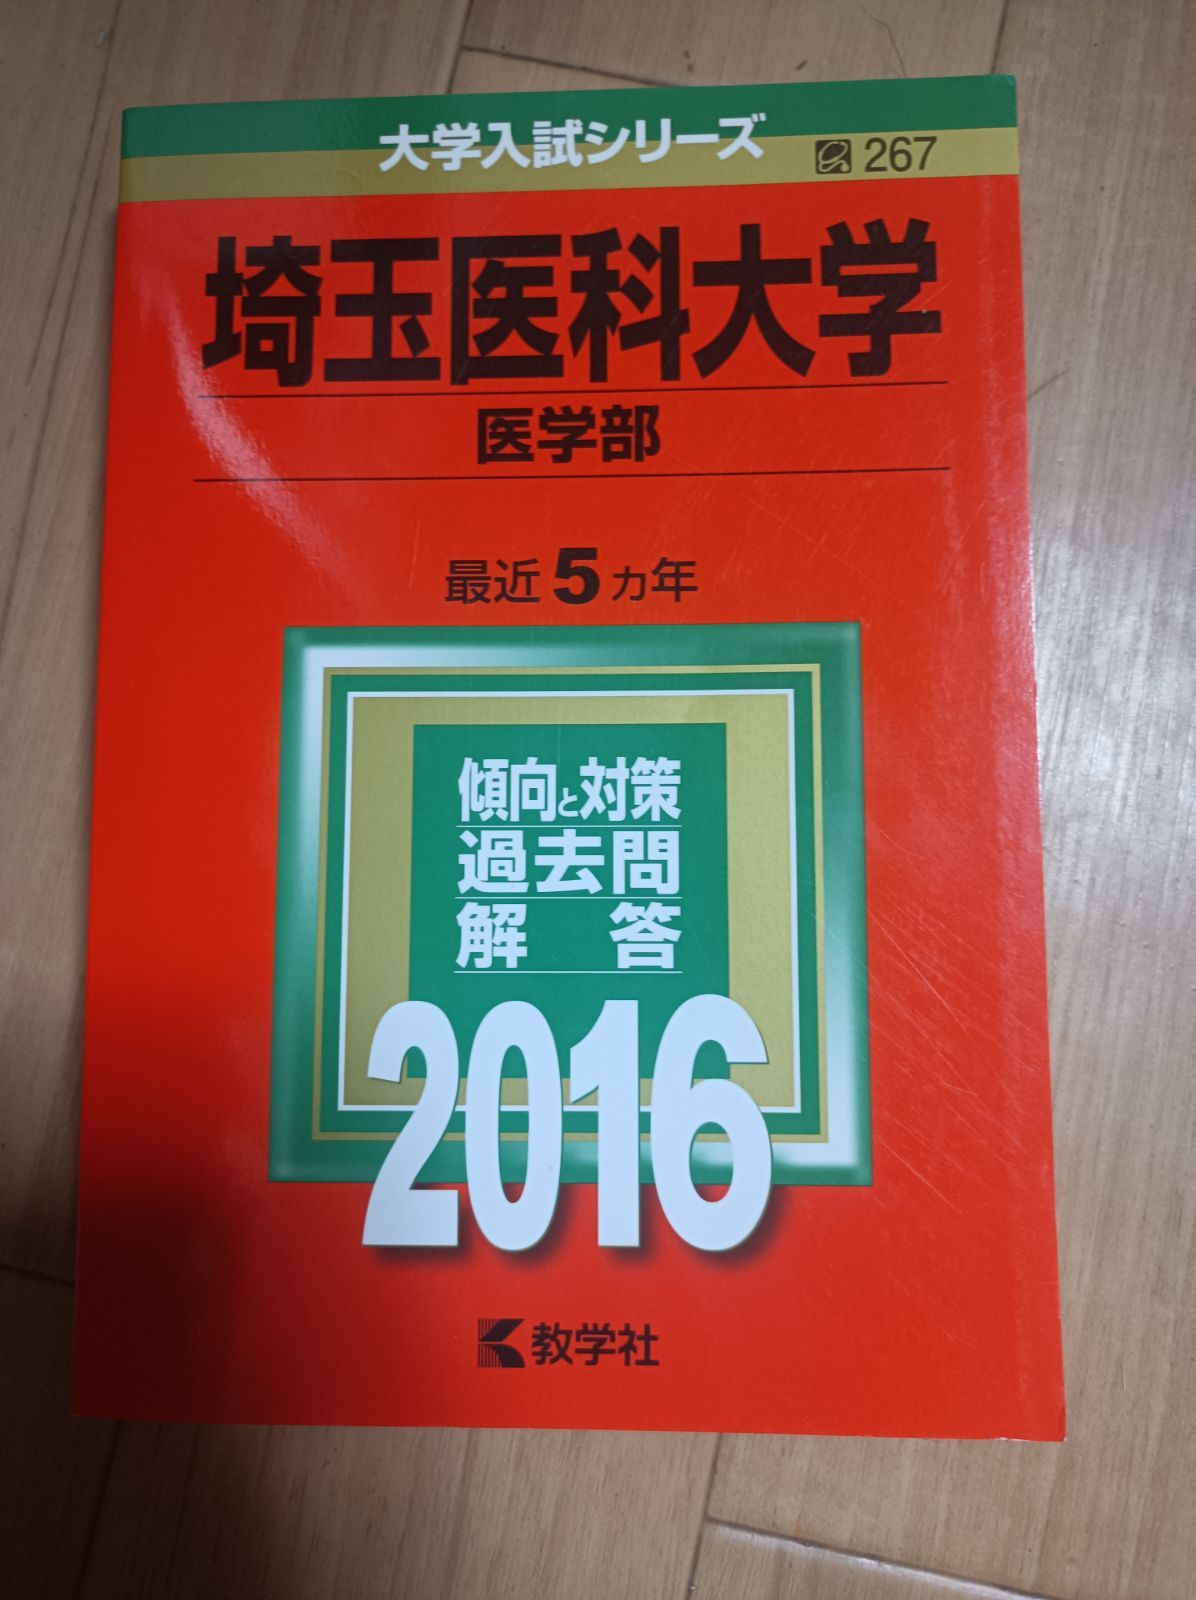 大学入試シリーズ
267
埼玉医科大学
医学部
最近5カ年
傾向と対策
過去問
解答
2016
教学社